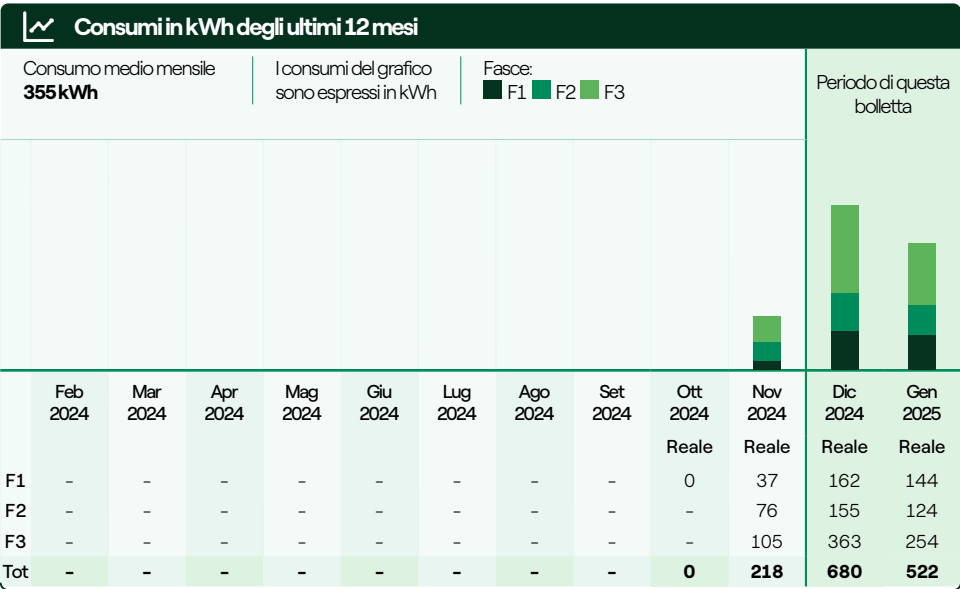 Consumi in kWh degli ultimi 12 mesi
Consumo medio mensile
355 kWh
I consumi del grafico
sono espressi in kWh
Fasce:
F1 F2 F3
Periodo di questa
bolletta
Feb Mar Apr Mag Giu Lug Ago Set Ott Nov Dic Gen
2024 2024 2024 2024 2024 2024 2024 2024 2024 2024 2024 2025
Reale Reale Reale Reale
F1 - - - - - - - - 0 37 162 144
F2 - - - - - - - - - 76 155 124
F3 - - - - - - - - - 105 363 254
Tot - - - - - - - - 0 218 680 522